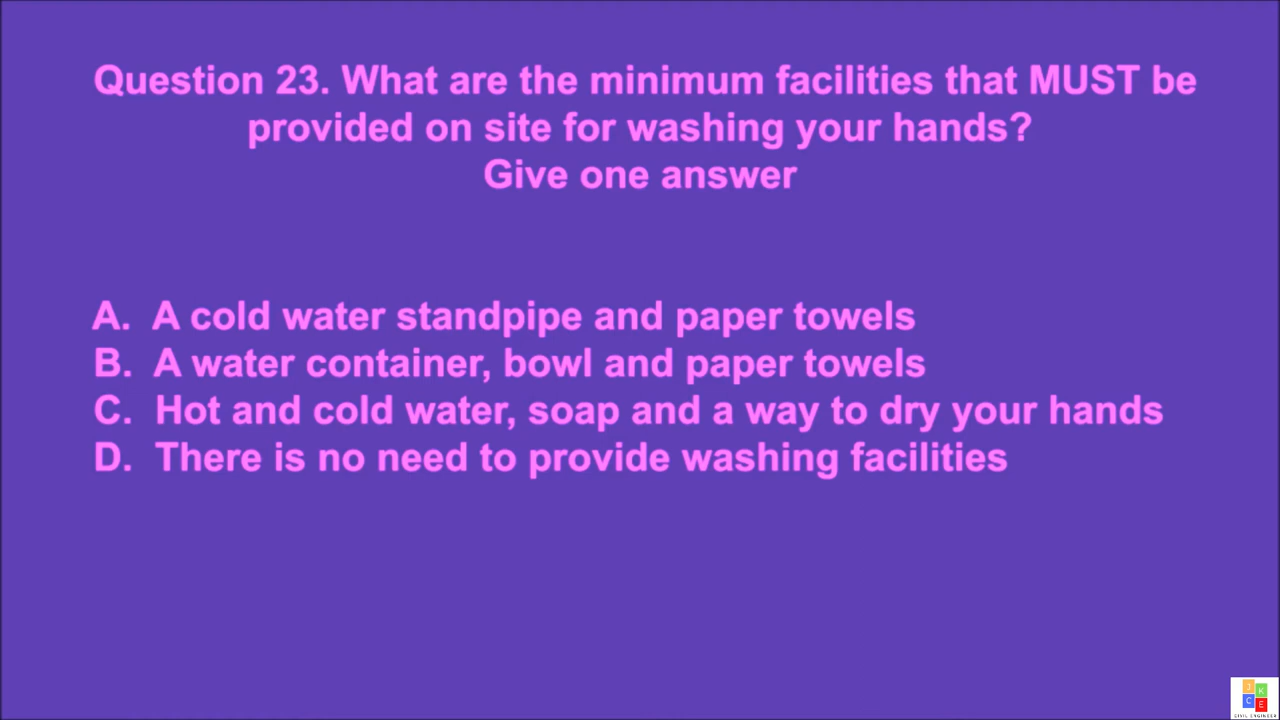 Question 23. What are the minimum facilities that MUST be
provided on site for washing your hands?
Give one answer
A. A cold water standpipe and paper towels
B. A water container, bowl and paper towels
C. Hot and cold water, soap and a way to dry your hands
D. There is no need to provide washing facilities
J K
C E
CIVIL ENGINEER